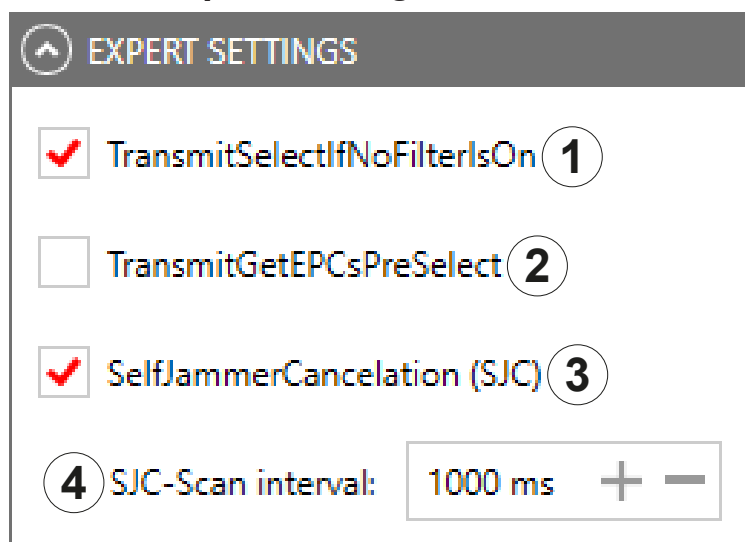 EXPERT SETTINGS
TransmitSelectIfNoFilterIsOn 1
TransmitGetEPCsPreSelect 2
SelfJammerCancelation (SJC) 3
4 SJC-Scan interval: 1000 ms + −